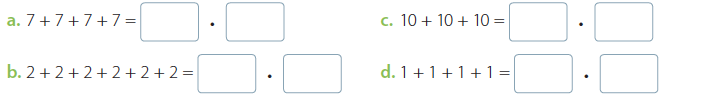 a. 7 + 7 + 7 + 7 = .
c. 10 + 10 + 10 = .
b. 2 + 2 + 2 + 2 + 2 + 2 = .
d. 1 + 1 + 1 + 1 = .